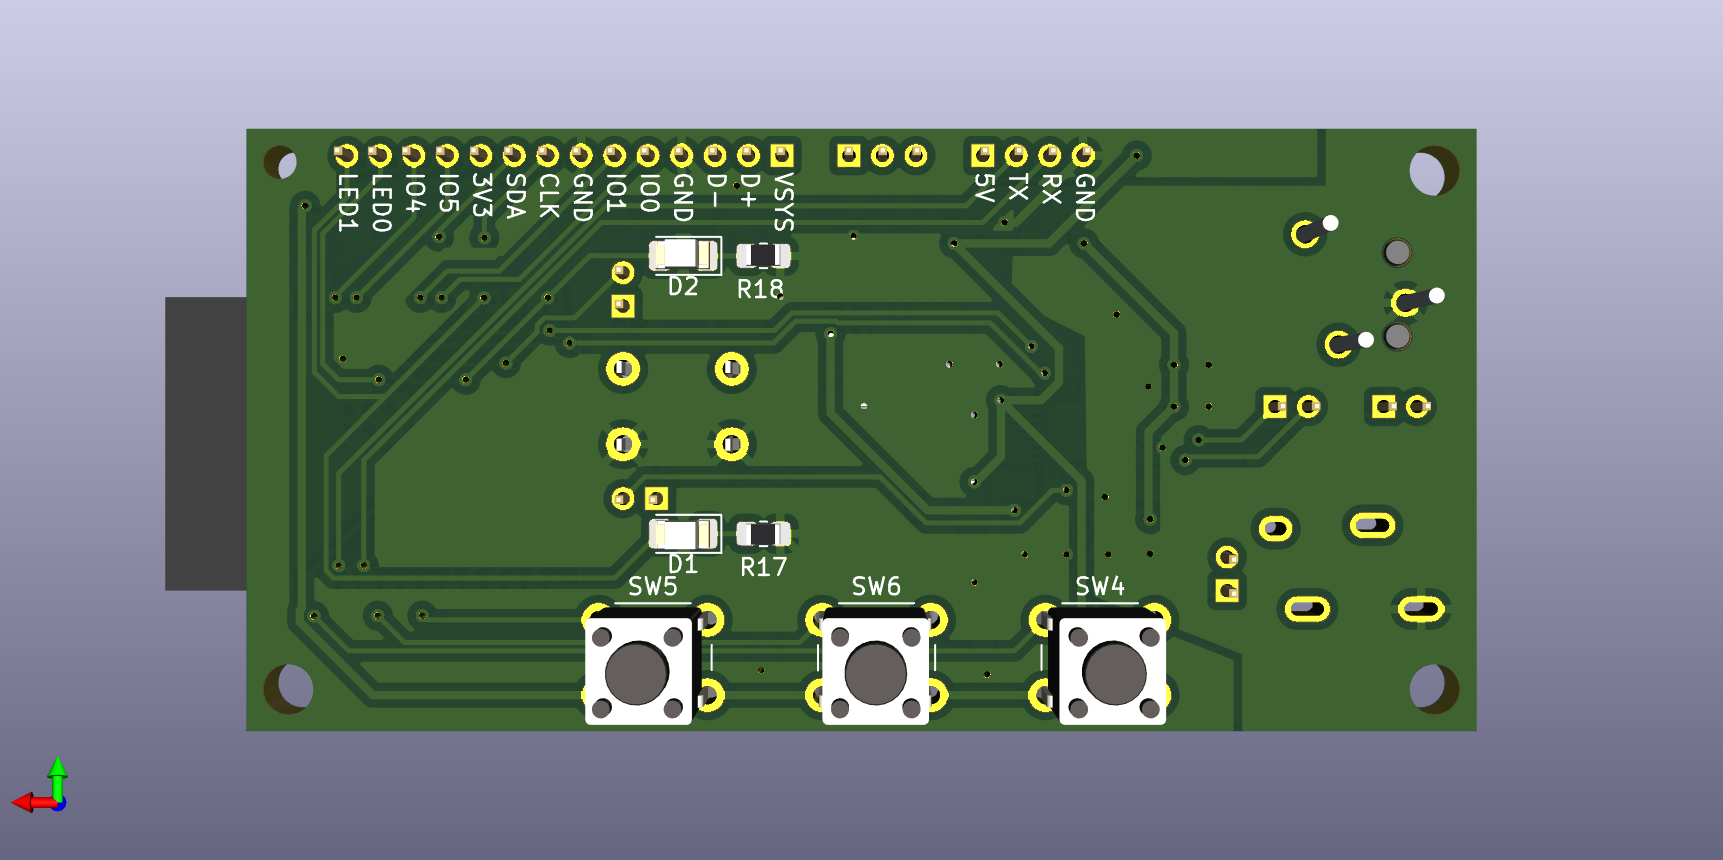 LED1
LED0
IO4
IO5
3V3
SDA
CLK
GND
IO1
IO0
GND
D-
D+
VSYS
5V
TX
RX
GND
D2
R18
D1
R17
SW5
SW6
SW4